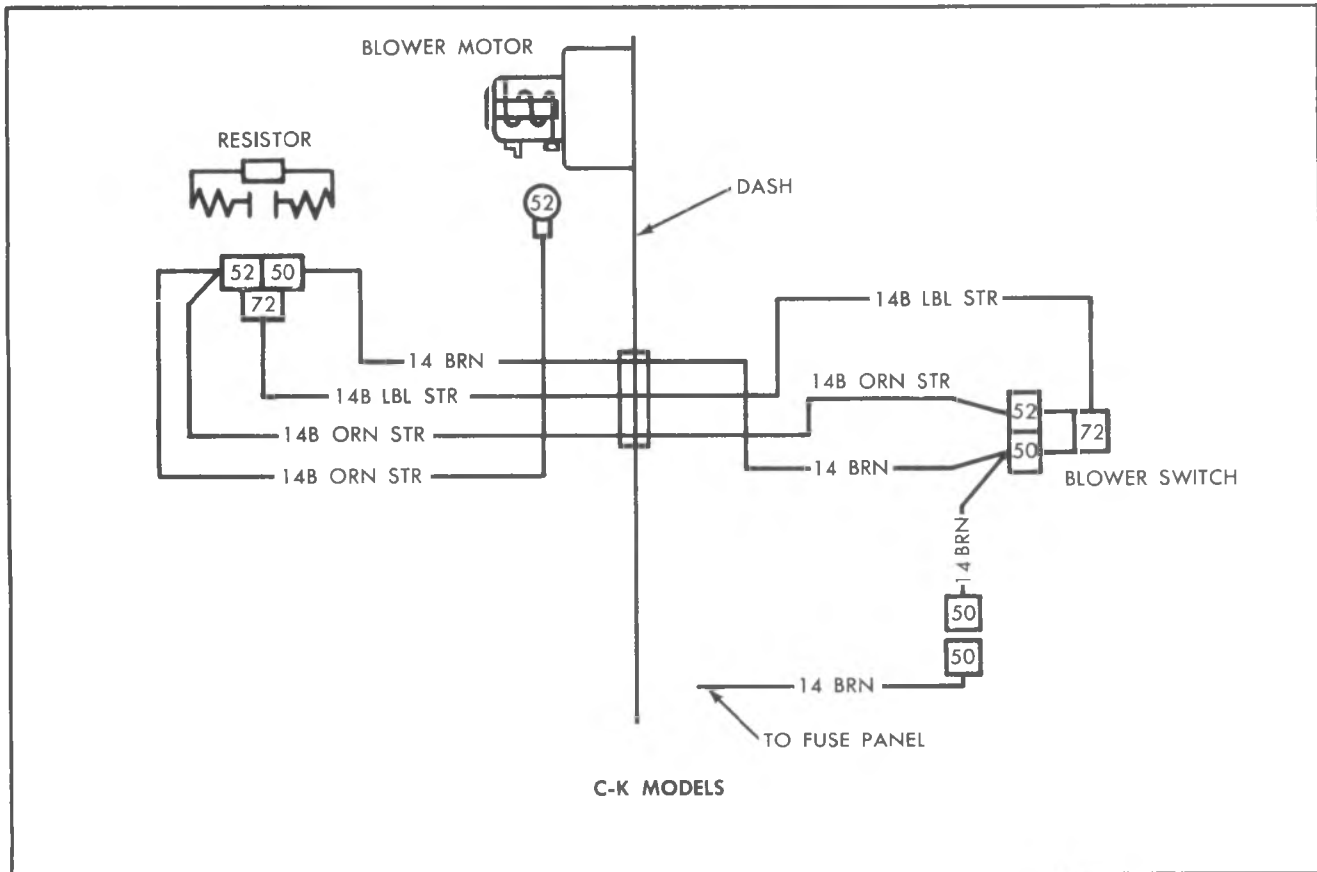 BLOWER MOTOR
RESISTOR
DASH
52
52 50
72
14B LBL STR
14 BRN
14B LBL STR
14B ORN STR
14B ORN STR
14B ORN STR
14 BRN
52
50
72
BLOWER SWITCH
14 BRN
50
50
14 BRN
TO FUSE PANEL
C-K MODELS